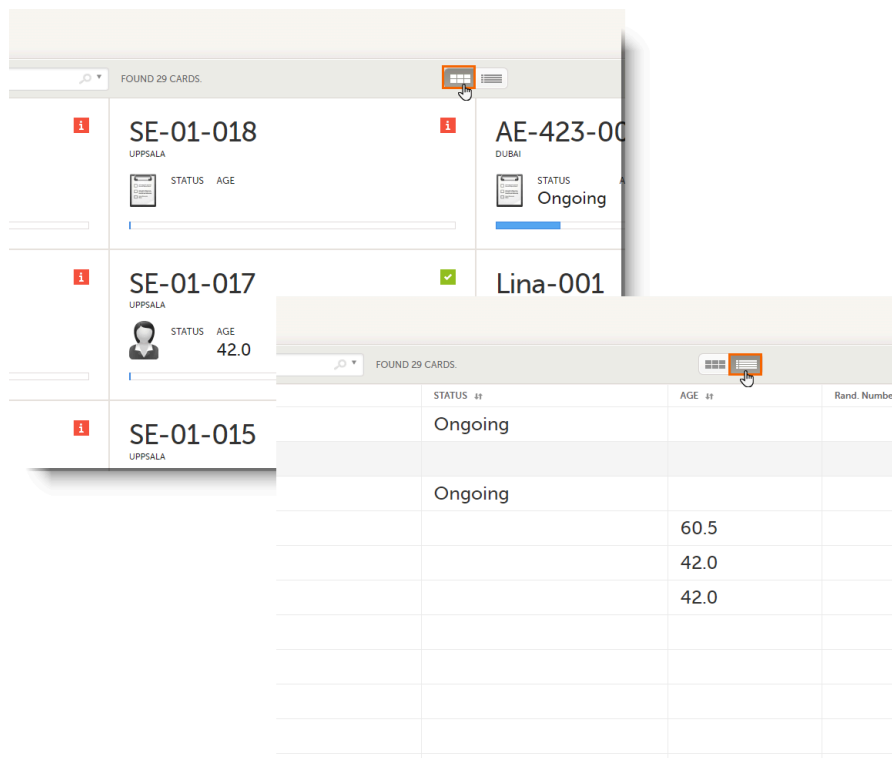 FOUND 29 CARDS.
SE-01-018
UPPSALA
STATUS AGE
AE-423-00
DUBAI
STATUS A
Ongoing
SE-01-017
UPPSALA
STATUS AGE
42.0
Lina-001
SE-01-015
UPPSALA
FOUND 29 CARDS.
STATUS AGE Rand. Numbe
Ongoing
Ongoing
60.5
42.0
42.0